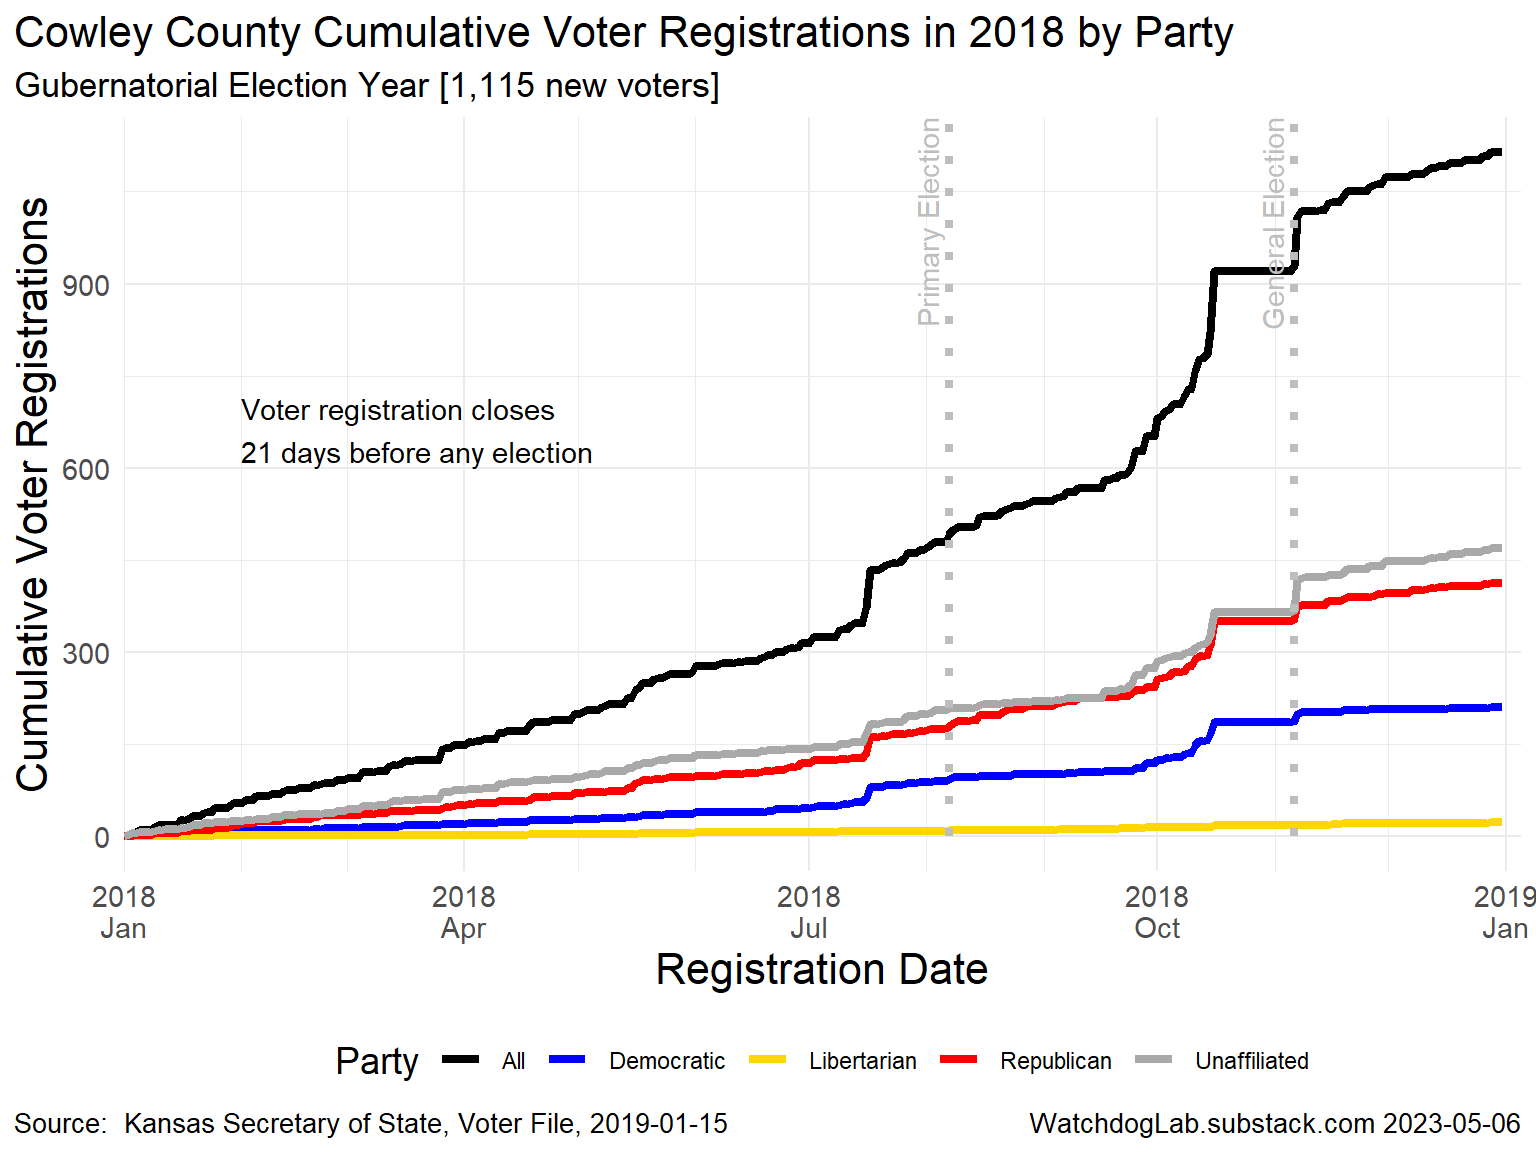 Cowley County Cumulative Voter Registrations in 2018 by Party
Gubernatorial Election Year [1,115 new voters]
Cumulative Voter Registrations
900
600
300
0
Primary Election
General Election
Voter registration closes
21 days before any election
2018 2018 2018 2018 2019
Jan Apr Jul Oct Jan
Registration Date
Party All Democratic Libertarian Republican Unaffiliated
Source:  Kansas Secretary of State, Voter File, 2019-01-15
WatchdogLab.substack.com 2023-05-06